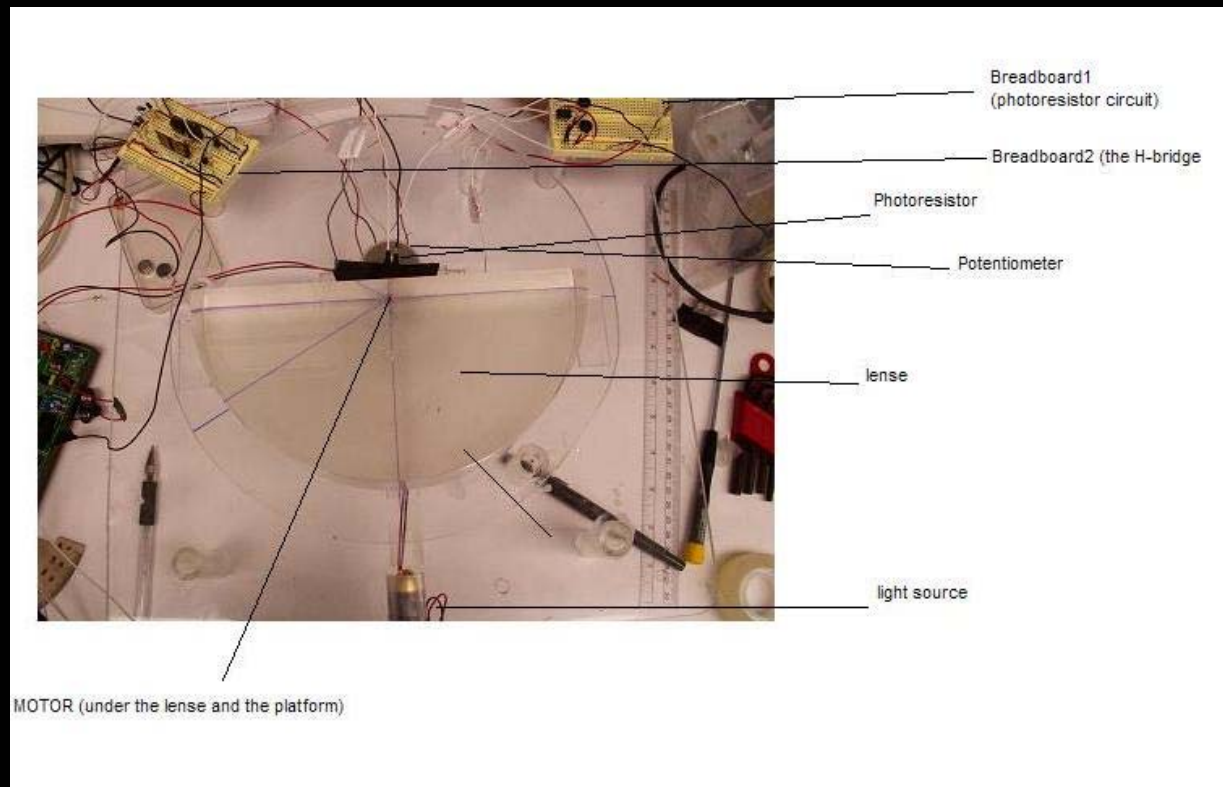 Breadboard1
(photoresistor circuit)
Breadboard2 (the H-bridge
Photoresistor
Potentiometer
lense
light source
MOTOR (under the lense and the platform)